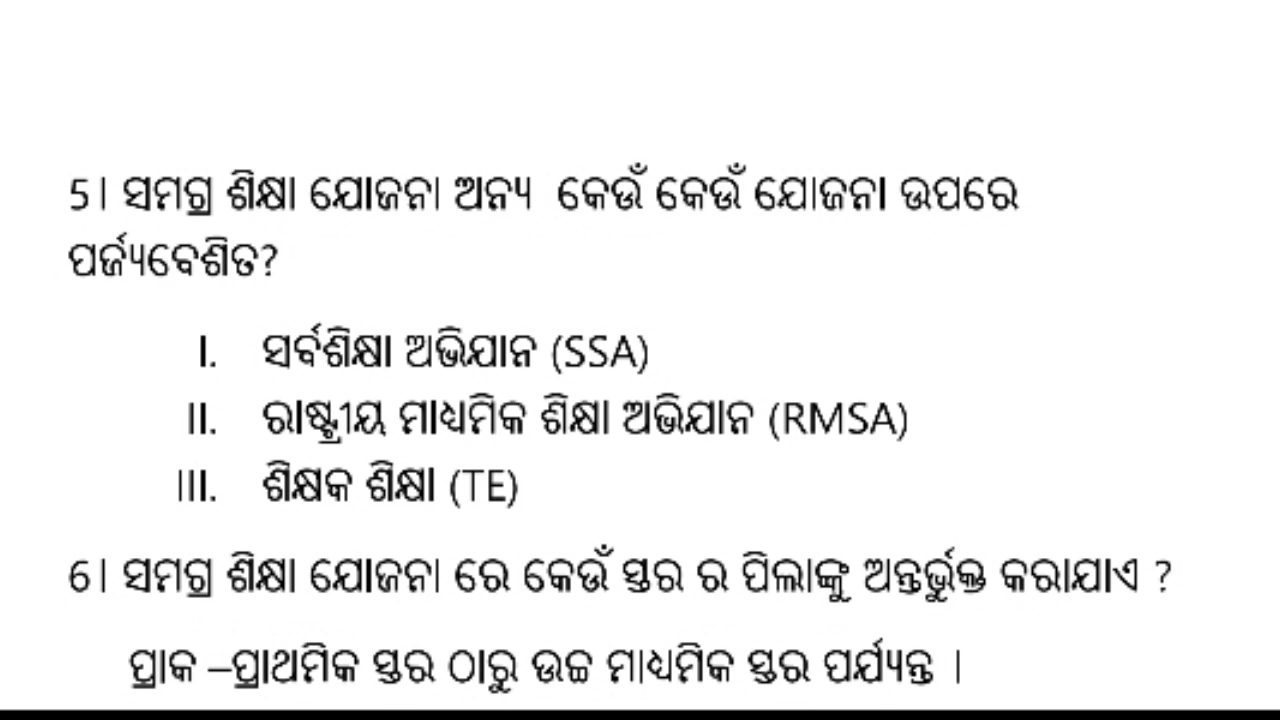 5। ସମଗ୍ର ଶିକ୍ଷା ଯୋଜନା ଅନ୍ୟ କେଉଁ କେଉଁ ଯୋଜନା ଉପରେ
ପର୍ଜ୍ୟବେଶିତ?
I. ସର୍ବଶିକ୍ଷା ଅଭିଯାନ (SSA)
II. ରାଷ୍ଟ୍ରୀୟ ମାଧ୍ୟମିକ ଶିକ୍ଷା ଅଭିଯାନ (RMSA)
III. ଶିକ୍ଷକ ଶିକ୍ଷା (TE)
6। ସମଗ୍ର ଶିକ୍ଷା ଯୋଜନା ରେ କେଉଁ ସ୍ତର ର ପିଲାଙ୍କୁ ଅନ୍ତର୍ଭୁକ୍ତ କରାଯାଏ ?
ପ୍ରାକ –ପ୍ରାଥମିକ ସ୍ତର ଠାରୁ ଉଚ୍ଚ ମାଧ୍ୟମିକ ସ୍ତର ପର୍ଯ୍ୟନ୍ତ ।